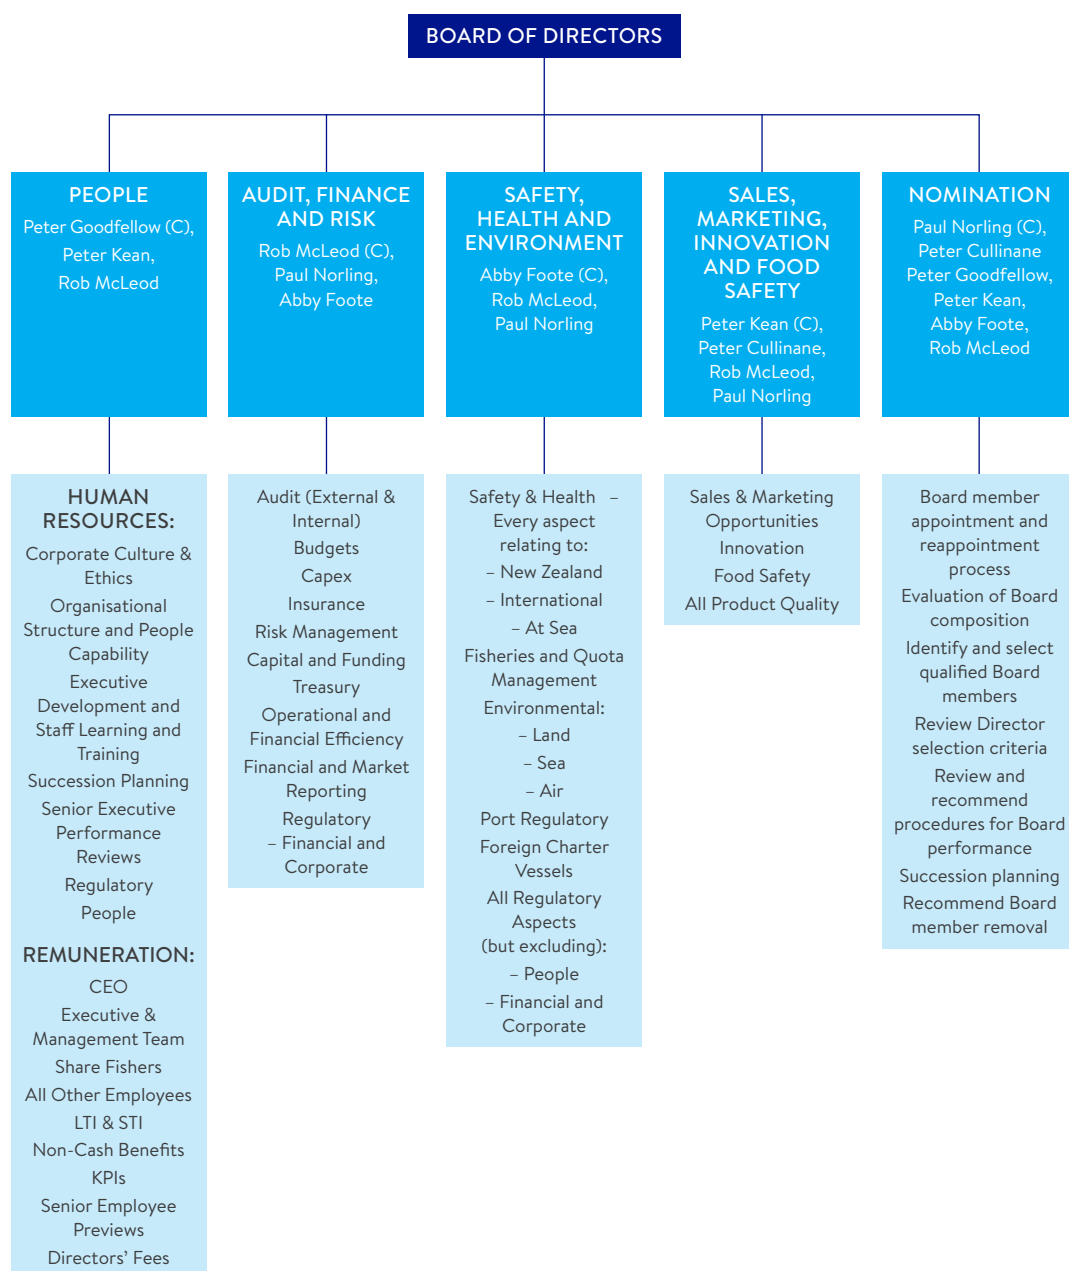 BOARD OF DIRECTORS
PEOPLE
Peter Goodfellow (C),
Peter Kean,
Rob McLeod
AUDIT, FINANCE
AND RISK
Rob McLeod (C),
Paul Norling,
Abby Foote
SAFETY,
HEALTH AND
ENVIRONMENT
Abby Foote (C),
Rob McLeod,
Paul Norling
SALES,
MARKETING,
INNOVATION
AND FOOD
SAFETY
Peter Kean (C),
Peter Cullinane,
Rob McLeod,
Paul Norling
NOMINATION
Paul Norling (C),
Peter Cullinane
Peter Goodfellow,
Peter Kean,
Abby Foote,
Rob McLeod
HUMAN
RESOURCES:
Corporate Culture &
Ethics
Organisational
Structure and People
Capability
Executive
Development and
Staff Learning and
Training
Succession Planning
Senior Executive
Performance
Reviews
Regulatory
People
REMUNERATION:
CEO
Executive &
Management Team
Share Fishers
All Other Employees
LTI & STI
Non-Cash Benefits
KPIs
Senior Employee
Previews
Directors’ Fees
Audit (External &
Internal)
Budgets
Capex
Insurance
Risk Management
Capital and Funding
Treasury
Operational and
Financial Efficiency
Financial and Market
Reporting
Regulatory
– Financial and
Corporate
Safety & Health –
Every aspect
relating to:
– New Zealand
– International
– At Sea
Fisheries and Quota
Management
Environmental:
– Land
– Sea
– Air
Port Regulatory
Foreign Charter
Vessels
All Regulatory
Aspects
(but excluding):
– People
– Financial and
Corporate
Sales & Marketing
Opportunities
Innovation
Food Safety
All Product Quality
Board member
appointment and
reappointment
process
Evaluation of Board
composition
Identify and select
qualified Board
members
Review Director
selection criteria
Review and
recommend
procedures for Board
performance
Succession planning
Recommend Board
member removal